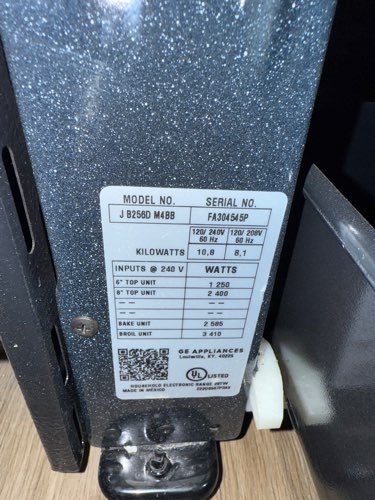 MODEL NO. SERIAL NO.
J B256D M4BB FA304545P
120/ 240V 120/ 208V
60 Hz 60 Hz
KILOWATTS 10,8 8,1
INPUTS @ 240 V WATTS
6" TOP UNIT 1 250
8" TOP UNIT 2 400
-- --
-- --
BAKE UNIT 2 585
BROIL UNIT 3 410
GE APPLIANCES
Louisville, KY. 40225
UL LISTED
HOUSEHOLD ELECTRONIC RANGE
MADE IN MÉXICO